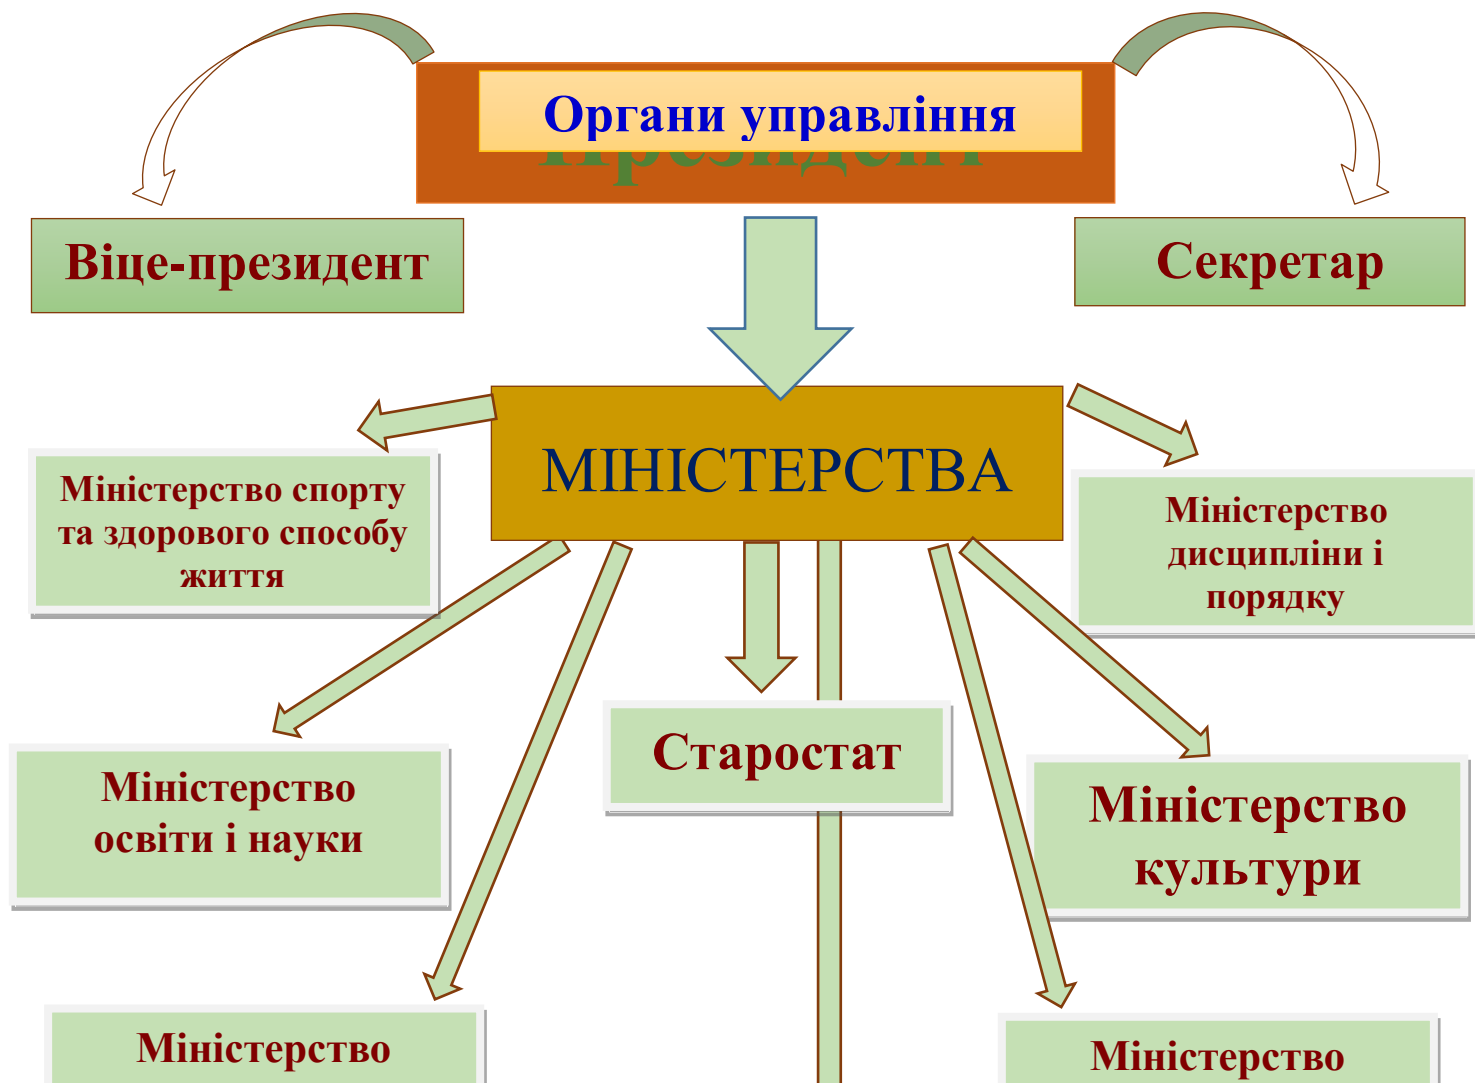 Органи управління
Президент
Віце-президент
Секретар
МІНІСТЕРСТВА
Міністерство спорту
та здорового способу
життя
Міністерство
дисципліни і
порядку
Старостат
Міністерство
освіти і науки
Міністерство
культури
Міністерство
Міністерство